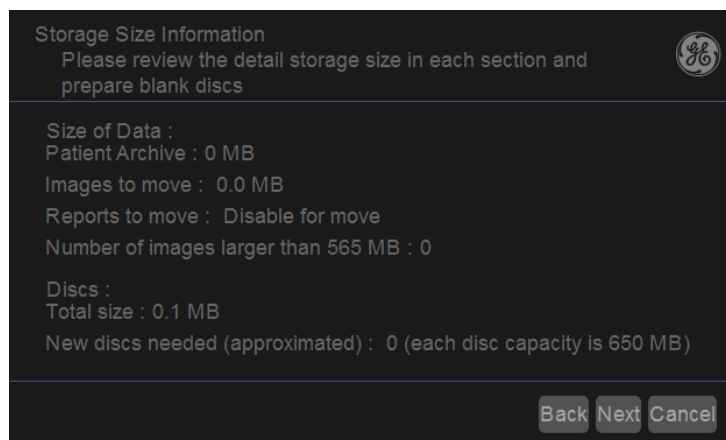 Storage Size Information
Please review the detail storage size in each section and
prepare blank discs
GE
Size of Data :
Patient Archive : 0 MB
Images to move : 0.0 MB
Reports to move : Disable for move
Number of images larger than 565 MB : 0
Discs :
Total size : 0.1 MB
New discs needed (approximated) : 0 (each disc capacity is 650 MB)
Back Next Cancel